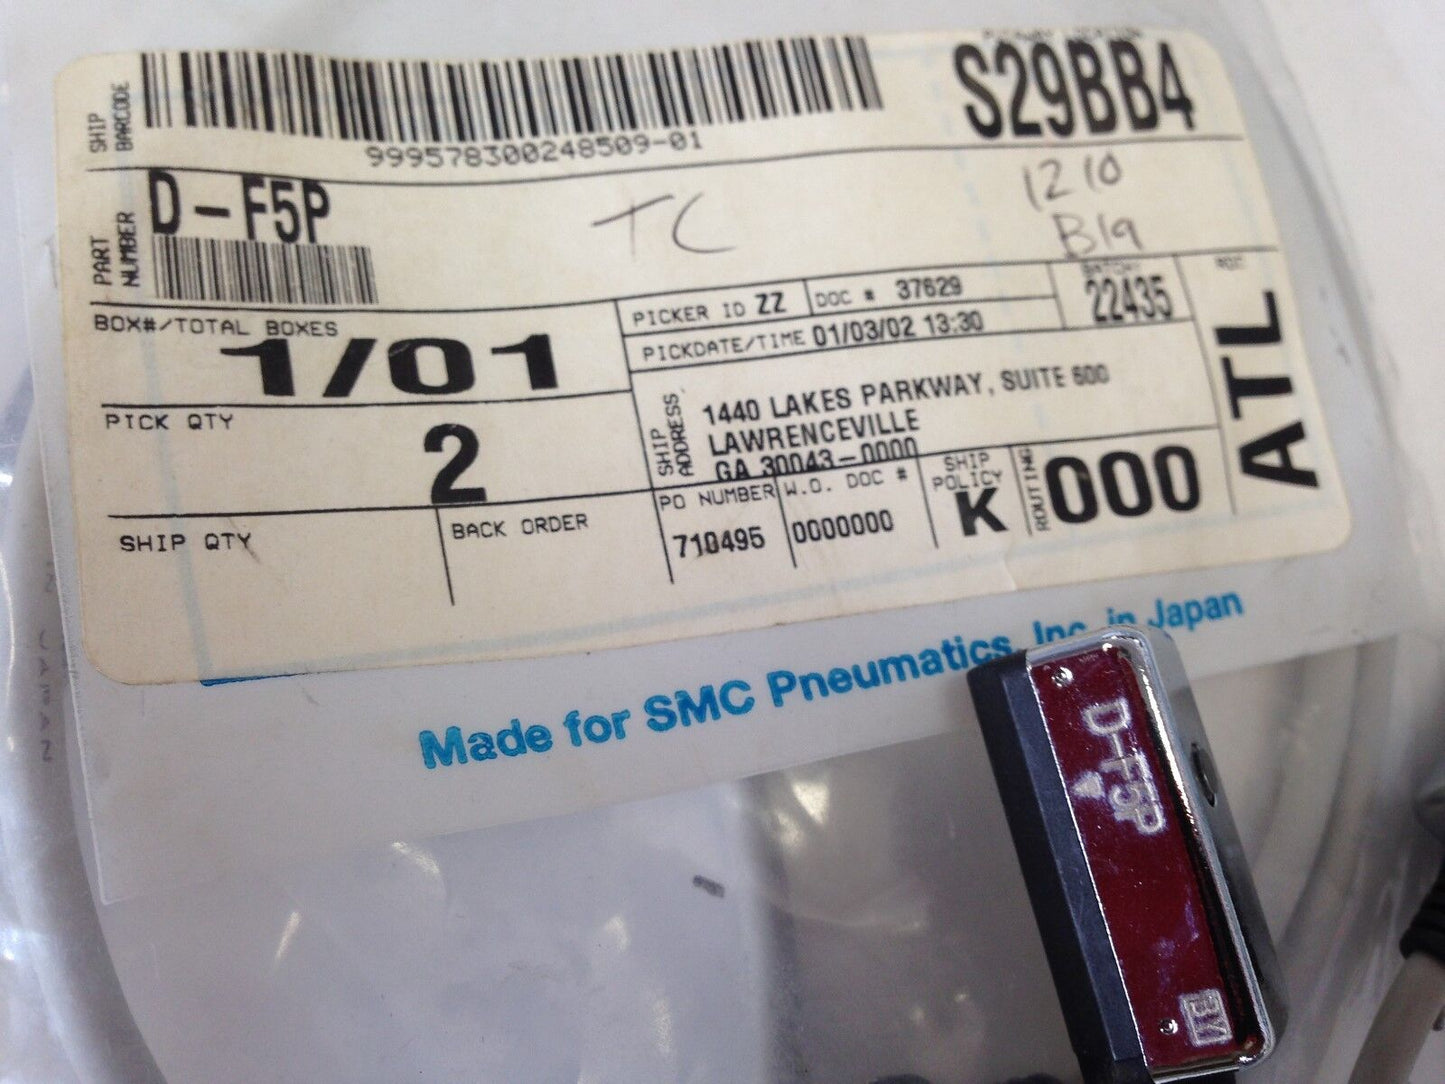 SHIP BARCODE
999578300248509-01
S29BB4
PART NUMBER
D-F5P
TC
1210
B19
BOX#/TOTAL BOXES
1/01
PICKER ID ZZ
DOC # 37629
22435
PICKDATE/TIME 01/03/02 13:30
PICK QTY
2
SHIP ADDRESS
1440 LAKES PARKWAY, SUITE 600
LAWRENCEVILLE
GA 30043-0000
ATL
SHIP QTY
BACK ORDER
PO NUMBER
710495
W.O. DOC #
0000000
SHIP POLICY
K
ROUTING
000
Made for SMC Pneumatics, Inc. in Japan
D-F5P
JAPAN